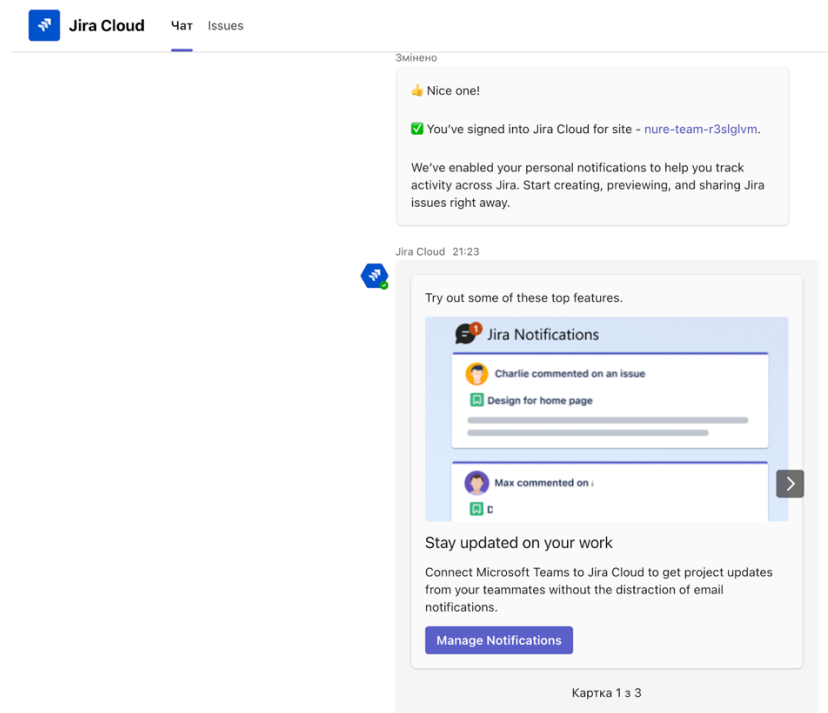 Jira Cloud Чат Issues
Змінено
👍 Nice one!
✅ You've signed into Jira Cloud for site - nure-team-r3slglvm.
We've enabled your personal notifications to help you track
activity across Jira. Start creating, previewing, and sharing Jira
issues right away.
Jira Cloud 21:23
Try out some of these top features.
1
Jira Notifications
Charlie commented on an issue
Design for home page
Max commented on
Stay updated on your work
Connect Microsoft Teams to Jira Cloud to get project updates
from your teammates without the distraction of email
notifications.
Manage Notifications
Картка 1 з 3